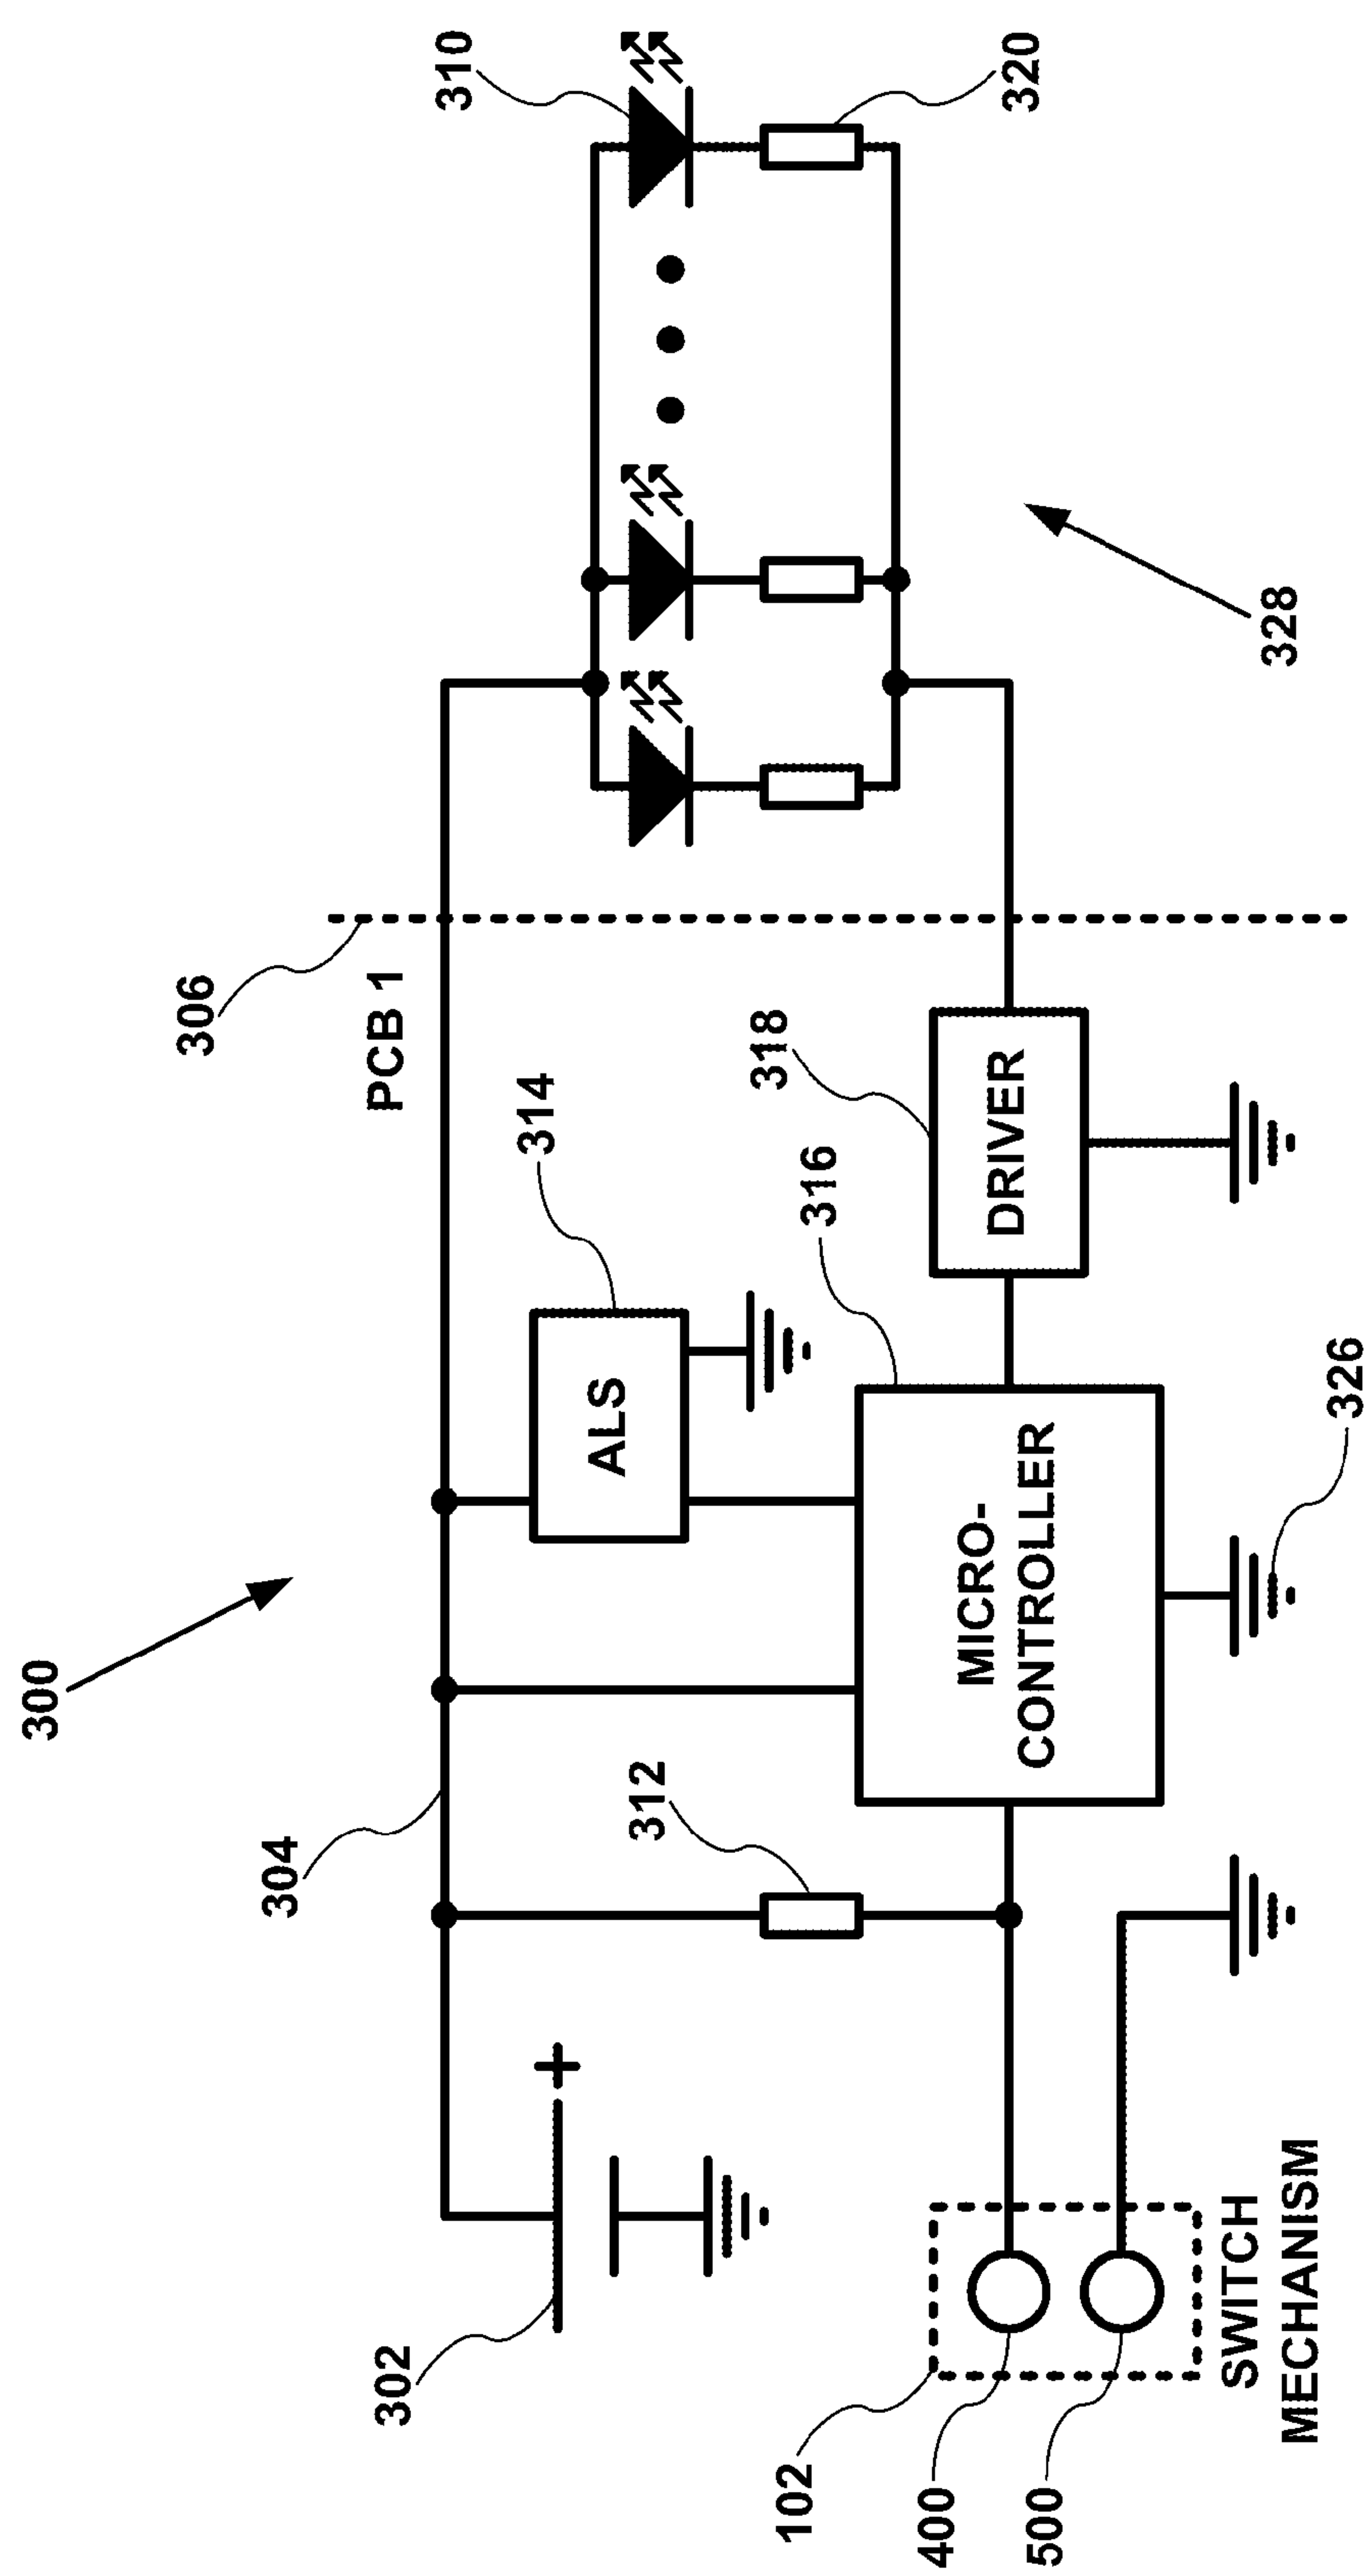 300
304
302
306
PCB 1
310
314
312
318
316
320
ALS
DRIVER
MICRO-
CONTROLLER
102
400
500
SWITCH
MECHANISM
326
328